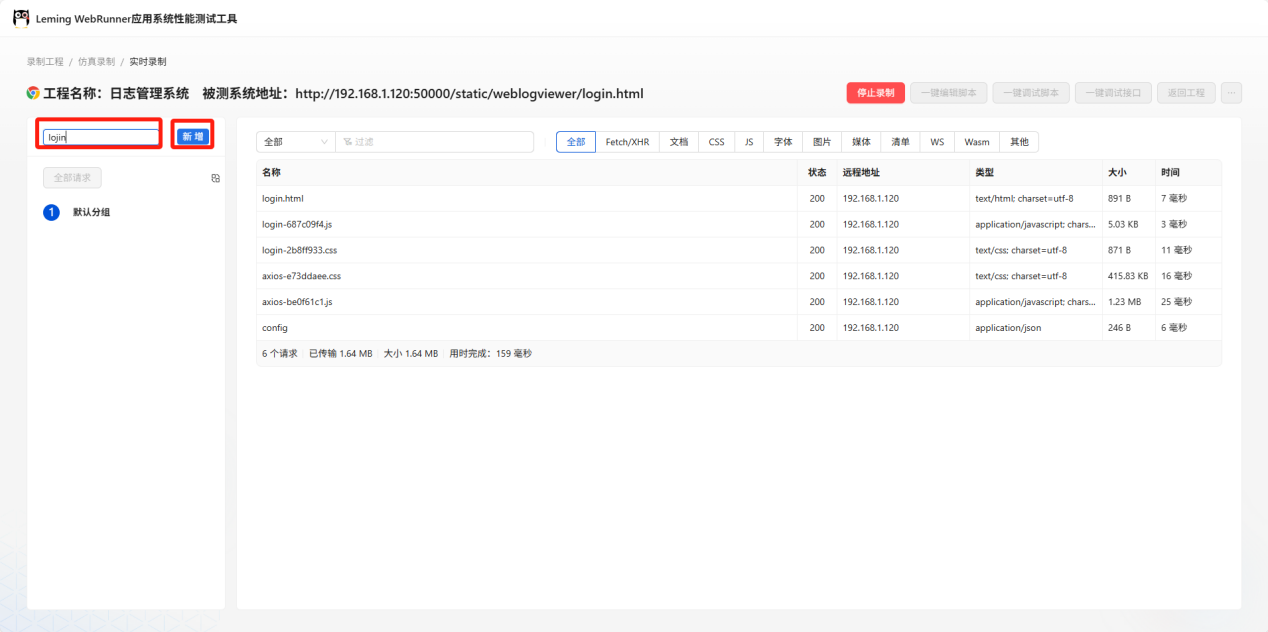 Leming WebRunner应用系统性能测试工具
录制工程 / 仿真录制 / 实时录制
工程名称：日志管理系统 被测系统地址：http://192.168.1.120:50000/static/weblogviewer/login.html
停止录制 一键编辑脚本 一键调试脚本 一键调试接口 返回工程 ···
lojin 新 增
全部请求
1 默认分组
全部 过滤 全部 Fetch/XHR 文档 CSS JS 字体 图片 媒体 清单 WS Wasm 其他
名称 状态 远程地址 类型 大小 时间
login.html 200 192.168.1.120 text/html; charset=utf-8 891 B 7 毫秒
login-687c09f4.js 200 192.168.1.120 application/javascript; chars... 5.03 KB 3 毫秒
login-2b8ff933.css 200 192.168.1.120 text/css; charset=utf-8 871 B 11 毫秒
axios-e73ddaee.css 200 192.168.1.120 text/css; charset=utf-8 415.83 KB 16 毫秒
axios-be0f61c1.js 200 192.168.1.120 application/javascript; chars... 1.23 MB 25 毫秒
config 200 192.168.1.120 application/json 246 B 6 毫秒
6 个请求 已传输 1.64 MB 大小 1.64 MB 用时完成：159 毫秒